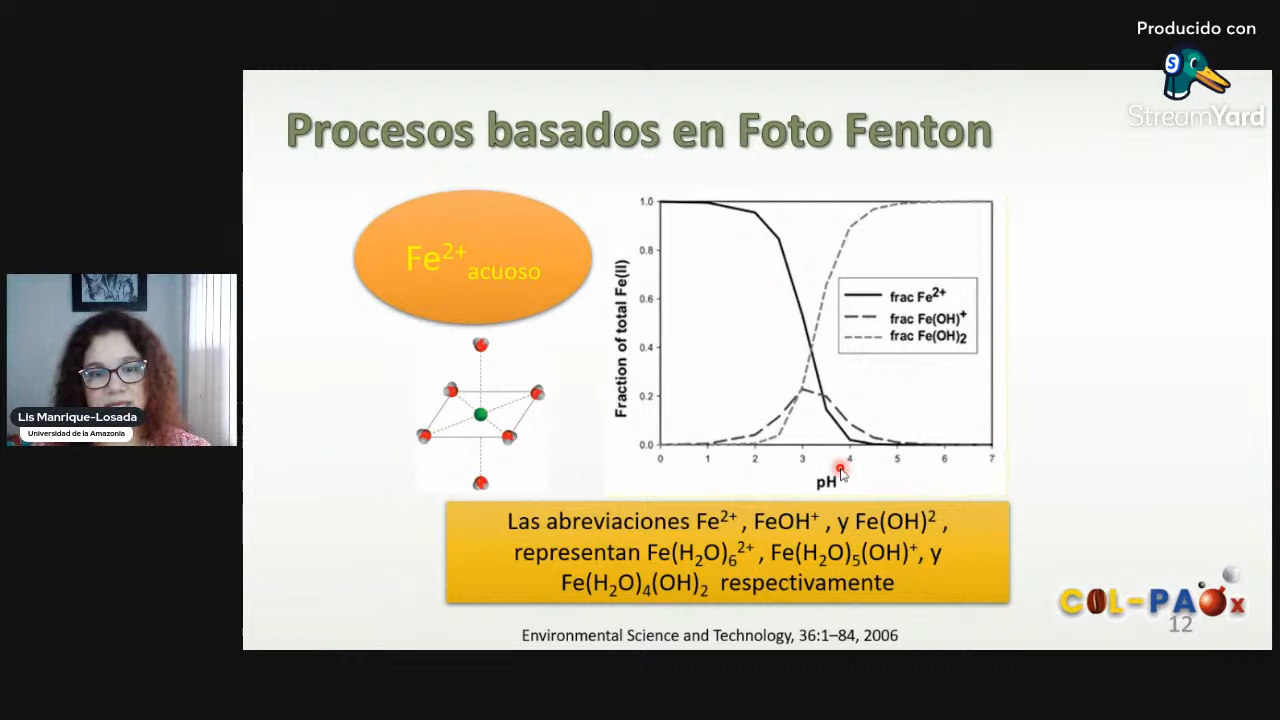 Producido con
S
StreamYard
Procesos basados en Foto Fenton
Fe²⁺acuoso
Fraction of total Fe(II)
1.0
0.8
0.6
0.4
0.2
0.0
0 1 2 3 4 5 6 7
pH
frac Fe²⁺
frac Fe(OH)⁺
frac Fe(OH)₂
Lis Manrique-Losada
Universidad de la Amazonia
Las abreviaciones Fe²⁺ , FeOH⁺ , y Fe(OH)² ,
representan Fe(H₂O)₆²⁺ , Fe(H₂O)₅(OH)⁺, y
Fe(H₂O)₄(OH)₂ respectivamente
Environmental Science and Technology, 36:1–84, 2006
COL-PAOx
12